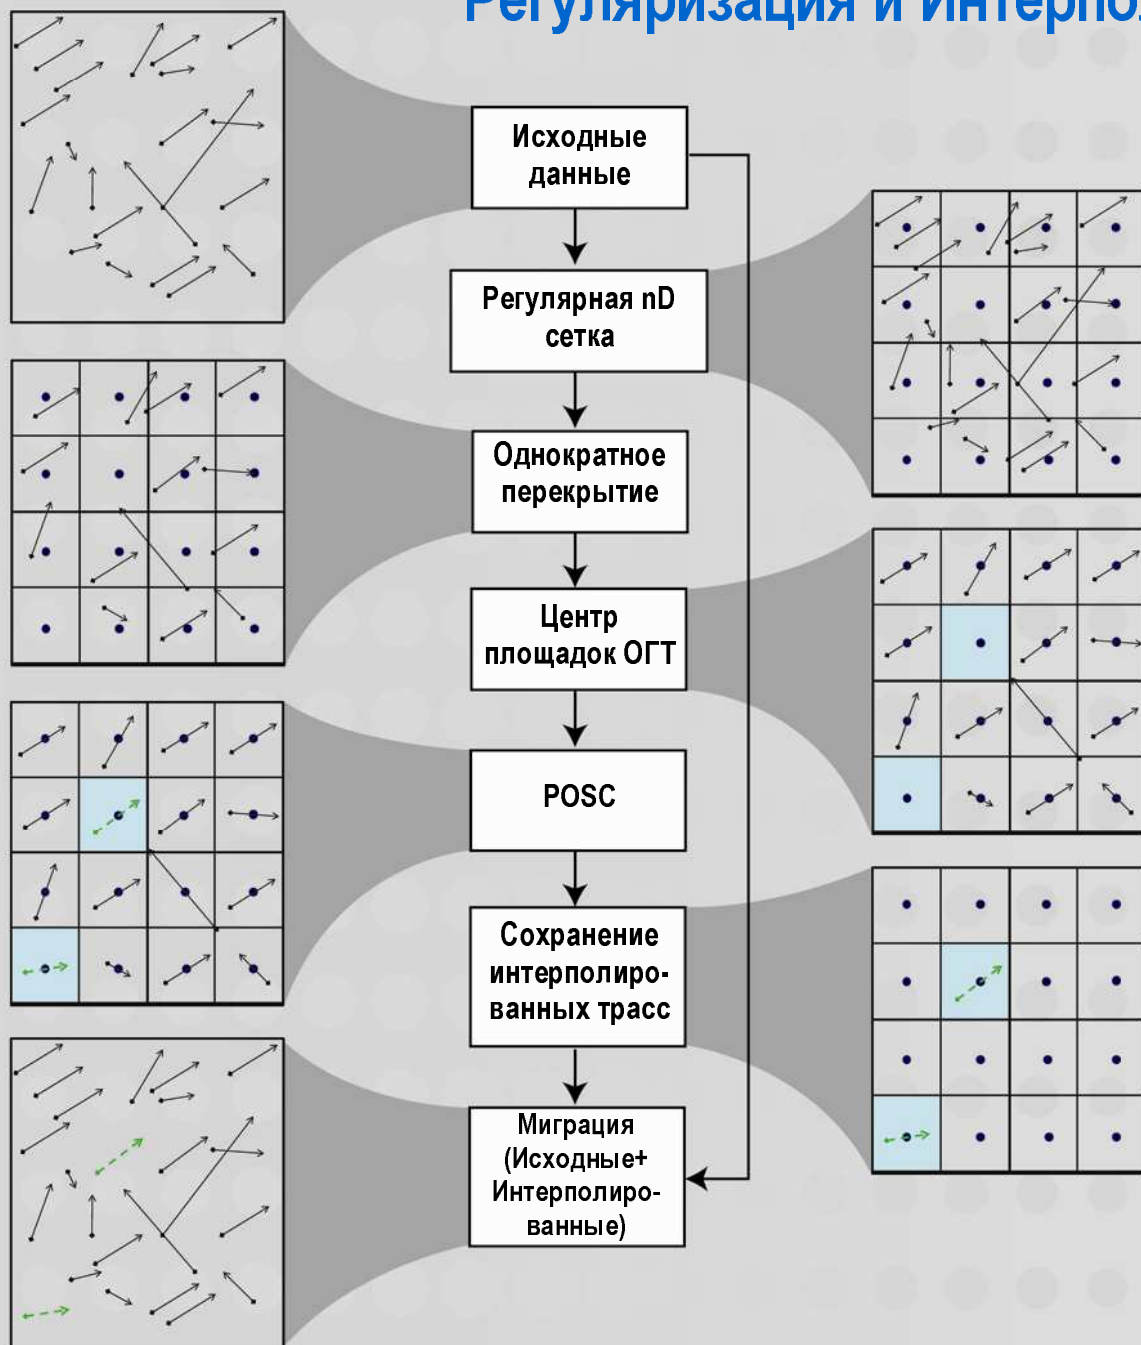 Регуляризация и Интерпол
Исходные
данные
Регулярная nD
сетка
Однократное
перекрытие
Центр
площадок ОГТ
POSC
Сохранение
интерполиро-
ванных трасс
Миграция
(Исходные+
Интерполиро-
ванные)